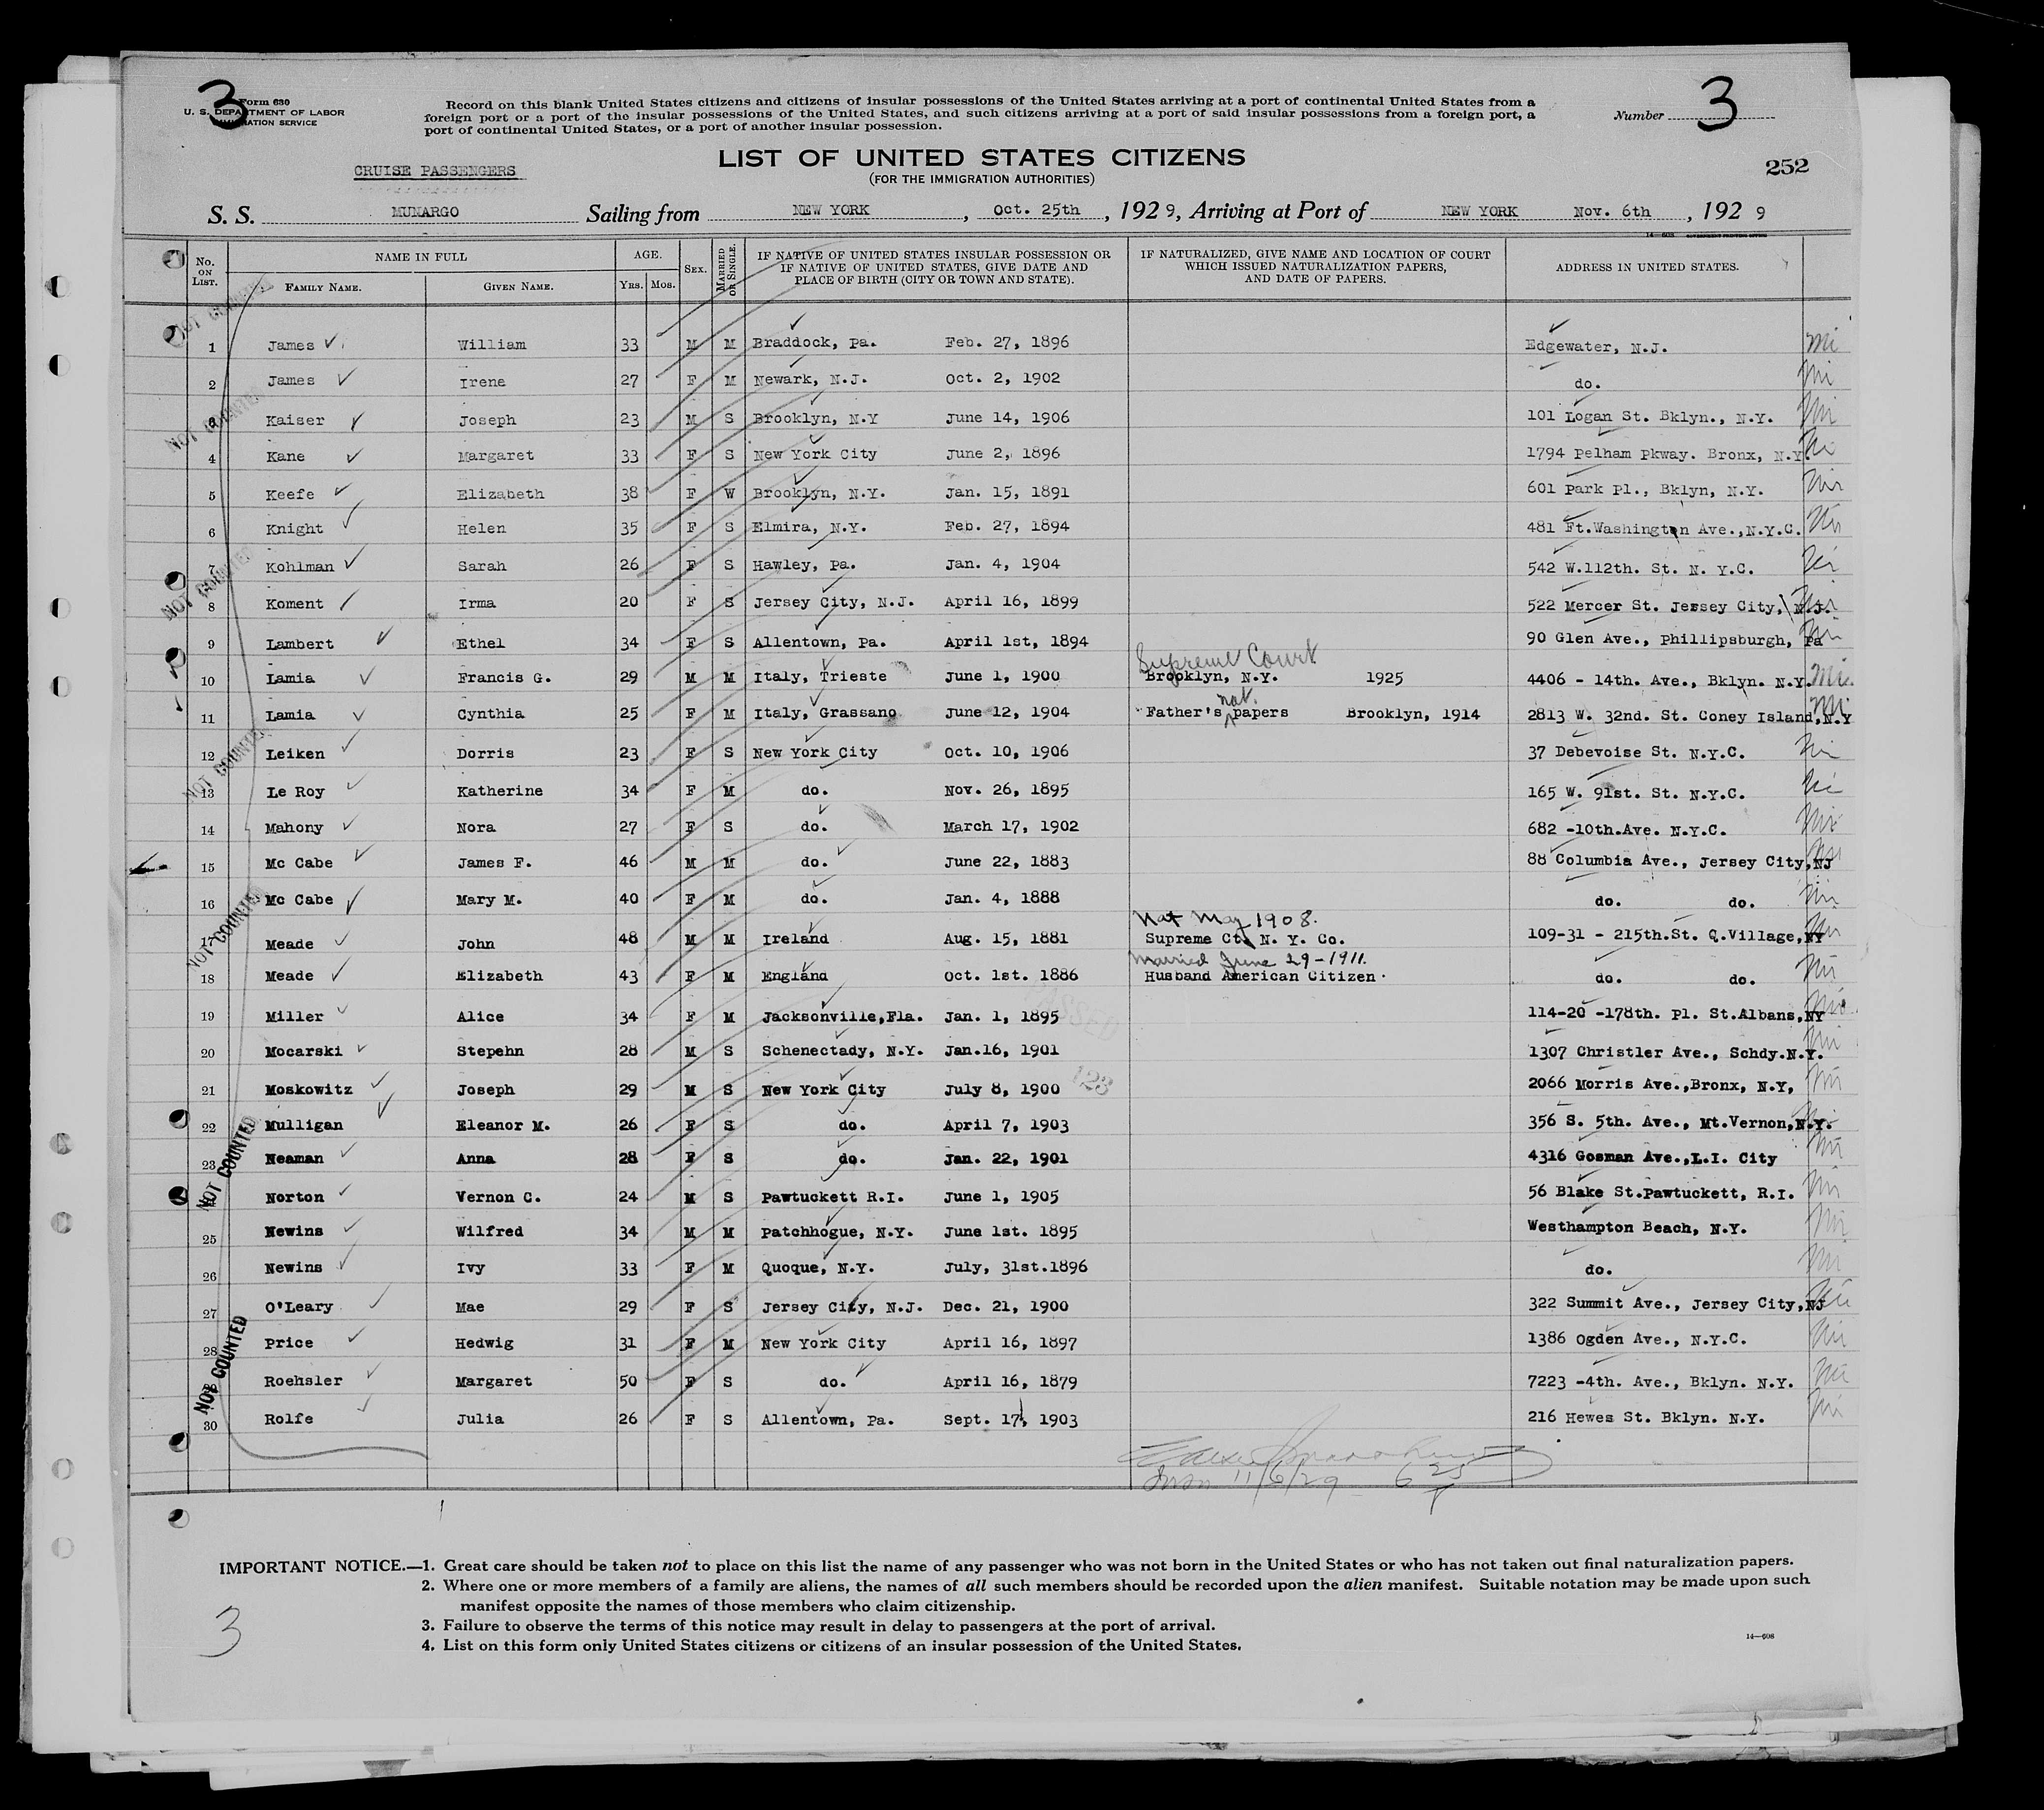 3
Form 630
U. S. DEPARTMENT OF LABOR
IMMIGRATION SERVICE
Record on this blank United States citizens and citizens of insular possessions of the United States arriving at a port of continental United States from a
foreign port or a port of the insular possessions of the United States, and such citizens arriving at a port of said insular possessions from a foreign port, a
port of continental United States, or a port of another insular possession.
Number 3
LIST OF UNITED STATES CITIZENS
(FOR THE IMMIGRATION AUTHORITIES)
CRUISE PASSENGERS
252
S. S. MUNARGO Sailing from NEW YORK, Oct. 25th, 1929, Arriving at Port of NEW YORK Nov. 6th, 1929
14—608 GOVERNMENT PRINTING OFFICE
No. ON LIST. NAME IN FULL FAMILY NAME. GIVEN NAME. AGE. YRS. MOS. SEX. MARRIED OR SINGLE. IF NATIVE OF UNITED STATES INSULAR POSSESSION OR IF NATIVE OF UNITED STATES, GIVE DATE AND PLACE OF BIRTH (CITY OR TOWN AND STATE). IF NATURALIZED, GIVE NAME AND LOCATION OF COURT WHICH ISSUED NATURALIZATION PAPERS, AND DATE OF PAPERS. ADDRESS IN UNITED STATES.
NOT COUNTED
1 James William 33 M M Braddock, Pa. Feb. 27, 1896 Edgewater, N.J.
2 James Irene 27 F M Newark, N.J. Oct. 2, 1902 do.
NOT COUNTED
3 Kaiser Joseph 23 M S Brooklyn, N.Y June 14, 1906 101 Logan St. Bklyn., N.Y.
4 Kane Margaret 33 F S New York City June 2, 1896 1794 Pelham Pkway. Bronx, N.Y.
5 Keefe Elizabeth 38 F W Brooklyn, N.Y. Jan. 15, 1891 601 Park Pl., Bklyn, N.Y.
6 Knight Helen 35 F S Elmira, N.Y. Feb. 27, 1894 481 Ft.Washington Ave.,N.Y.C.
NOT COUNTED
7 Kohlman Sarah 26 F S Hawley, Pa. Jan. 4, 1904 542 W.112th. St. N. Y.C.
8 Koment Irma 20 F S Jersey City, N.J. April 16, 1899 522 Mercer St. Jersey City, N.J.
9 Lambert Ethel 34 F S Allentown, Pa. April 1st, 1894 90 Glen Ave., Phillipsburgh, Pa
Supreme Court
10 Lamia Francis G. 29 M M Italy, Trieste June 1, 1900 Brooklyn, N.Y. 1925 4406 - 14th. Ave., Bklyn. N.Y.
nat.
11 Lamia Cynthia 25 F M Italy, Grassano June 12, 1904 Father's papers Brooklyn, 1914 2813 W. 32nd. St. Coney Island,N.Y
12 Leiken Dorris 23 F S New York City Oct. 10, 1906 37 Debevoise St. N.Y.C.
NOT COUNTED
13 Le Roy Katherine 34 F M do. Nov. 26, 1895 165 W. 91st. St. N.Y.C.
14 Mahony Nora 27 F S do. March 17, 1902 682 -10th.Ave. N.Y.C.
15 Mc Cabe James F. 46 M M do. June 22, 1883 88 Columbia Ave., Jersey City,NJ
16 Mc Cabe Mary M. 40 F M do. Jan. 4, 1888 do. do.
NOT COUNTED
Nat May 1908.
17 Meade John 48 M M Ireland Aug. 15, 1881 Supreme Ct. N. Y. Co. 109-31 - 215th.St. Q.Village,NY
Married June 29-1911.
18 Meade Elizabeth 43 F M England Oct. 1st. 1886 Husband American Citizen. do. do.
PASSED
19 Miller Alice 34 F M Jacksonville,Fla. Jan. 1, 1895 114-20 -178th. Pl. St.Albans,NY
20 Mocarski Stepehn 28 M S Schenectady, N.Y. Jan.16, 1901 1307 Christler Ave., Schdy.N.Y.
123
21 Moskowitz Joseph 29 M S New York City July 8, 1900 2066 Morris Ave.,Bronx, N.Y,
22 Mulligan Eleanor M. 26 F S do. April 7, 1903 356 S. 5th. Ave., Mt.Vernon,N.Y.
23 Neaman Anna 28 F S do. Jan. 22, 1901 4316 Gosman Ave.,L.I. City
NOT COUNTED
Norton Vernon C. 24 M S Pawtuckett R.I. June 1, 1905 56 Blake St.Pawtuckett, R.I.
25 Newins Wilfred 34 M M Patchhogue, N.Y. June 1st. 1895 Westhampton Beach, N.Y.
26 Newins Ivy 33 F M Quoque, N.Y. July, 31st.1896 do.
27 O'Leary Mae 29 F S Jersey City, N.J. Dec. 21, 1900 322 Summit Ave., Jersey City,NJ
28 Price Hedwig 31 F M New York City April 16, 1897 1386 Ogden Ave., N.Y.C.
NOT COUNTED
Roehsler Margaret 50 F S do. April 16, 1879 7223 -4th. Ave., Bklyn. N.Y.
30 Rolfe Julia 26 F S Allentown, Pa. Sept. 17, 1903 216 Hewes St. Bklyn. N.Y.
11/6/29 6 25
IMPORTANT NOTICE.—1. Great care should be taken not to place on this list the name of any passenger who was not born in the United States or who has not taken out final naturalization papers.
2. Where one or more members of a family are aliens, the names of all such members should be recorded upon the alien manifest. Suitable notation may be made upon such
manifest opposite the names of those members who claim citizenship.
3. Failure to observe the terms of this notice may result in delay to passengers at the port of arrival.
4. List on this form only United States citizens or citizens of an insular possession of the United States.
14—608
3